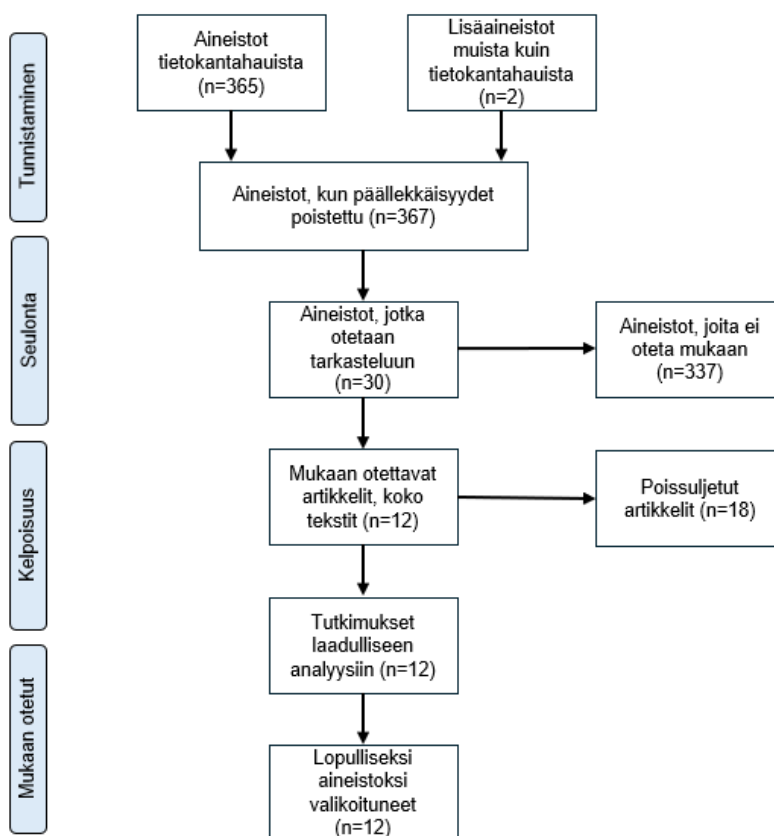 Tunnistaminen
Aineistot
tietokantahauista
(n=365)
Lisäaineistot
muista kuin
tietokantahauista
(n=2)
Aineistot, kun päällekkäisyydet
poistettu (n=367)
Seulonta
Aineistot, jotka
otetaan
tarkasteluun
(n=30)
Aineistot, joita ei
oteta mukaan
(n=337)
Kelpoisuus
Mukaan otettavat
artikkelit, koko
tekstit (n=12)
Poissuljetut
artikkelit (n=18)
Mukaan otetut
Tutkimukset
laadulliseen
analyysiin (n=12)
Lopulliseksi
aineistoksi
valikoituneet
(n=12)